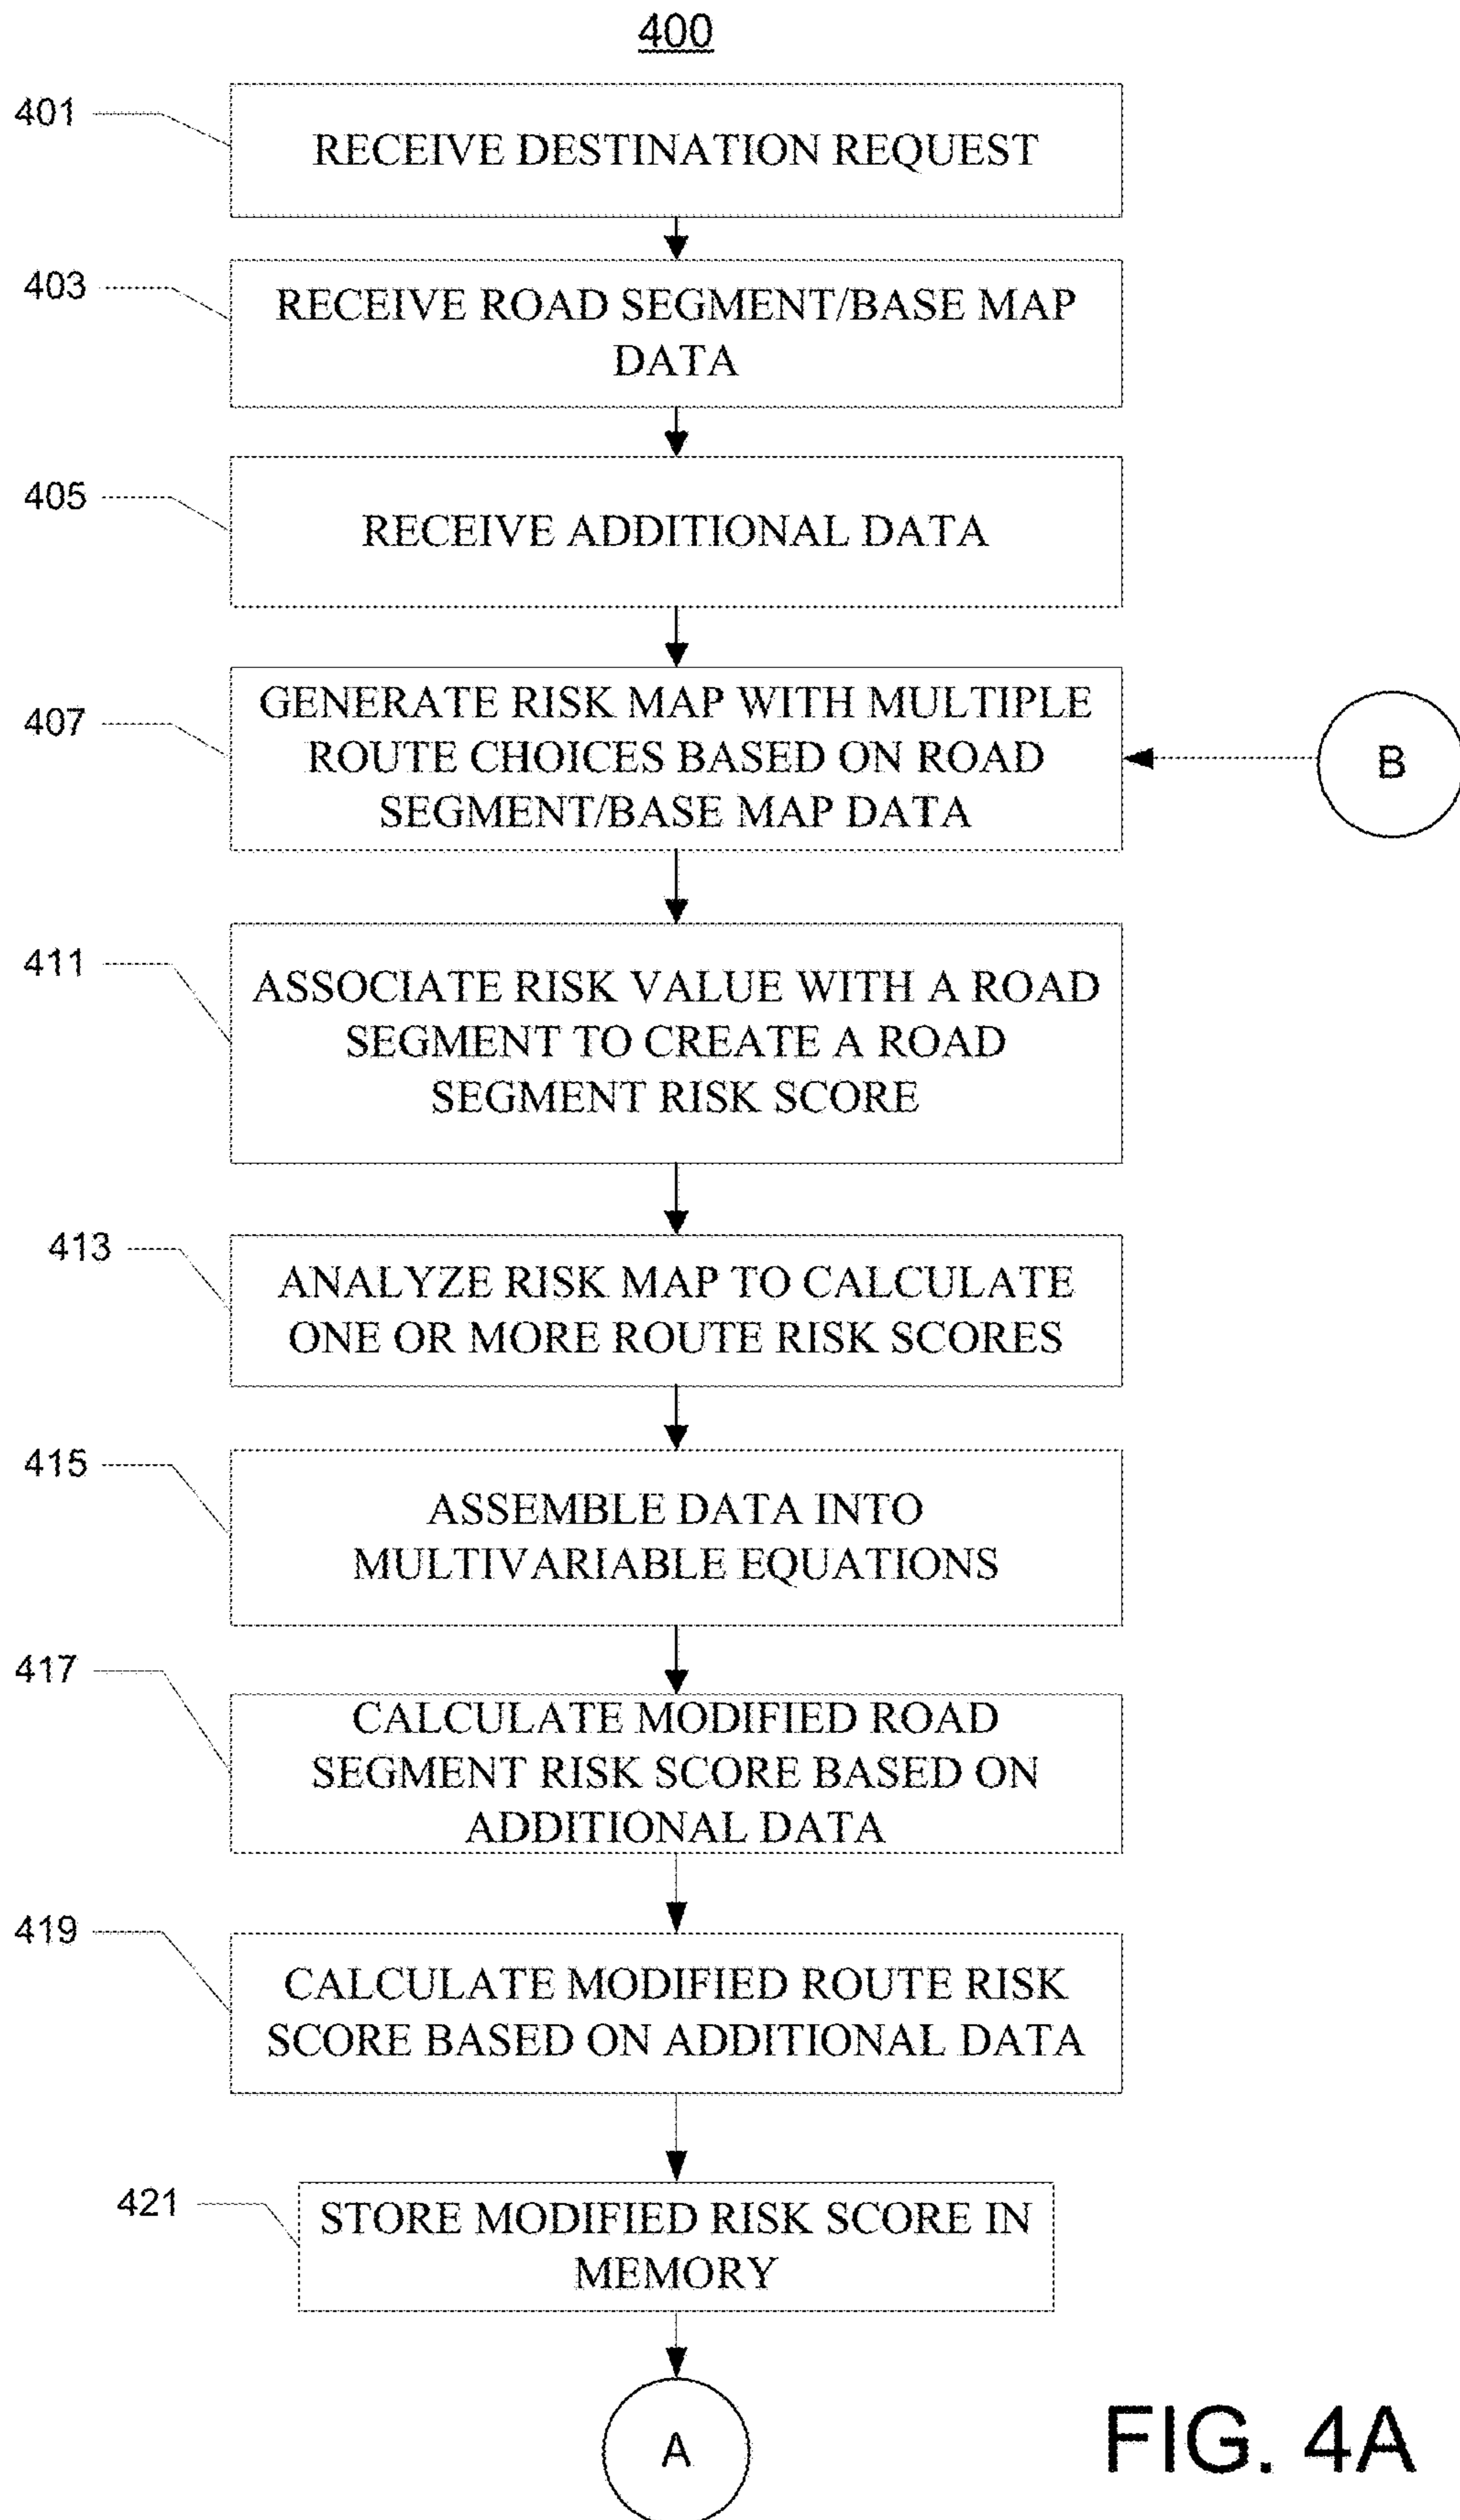 400
401
RECEIVE DESTINATION REQUEST
403
RECEIVE ROAD SEGMENT/BASE MAP
DATA
405
RECEIVE ADDITIONAL DATA
407
GENERATE RISK MAP WITH MULTIPLE
ROUTE CHOICES BASED ON ROAD
SEGMENT/BASE MAP DATA
B
411
ASSOCIATE RISK VALUE WITH A ROAD
SEGMENT TO CREATE A ROAD
SEGMENT RISK SCORE
413
ANALYZE RISK MAP TO CALCULATE
ONE OR MORE ROUTE RISK SCORES
415
ASSEMBLE DATA INTO
MULTIVARIABLE EQUATIONS
417
CALCULATE MODIFIED ROAD
SEGMENT RISK SCORE BASED ON
ADDITIONAL DATA
419
CALCULATE MODIFIED ROUTE RISK
SCORE BASED ON ADDITIONAL DATA
421
STORE MODIFIED RISK SCORE IN
MEMORY
A
FIG. 4A